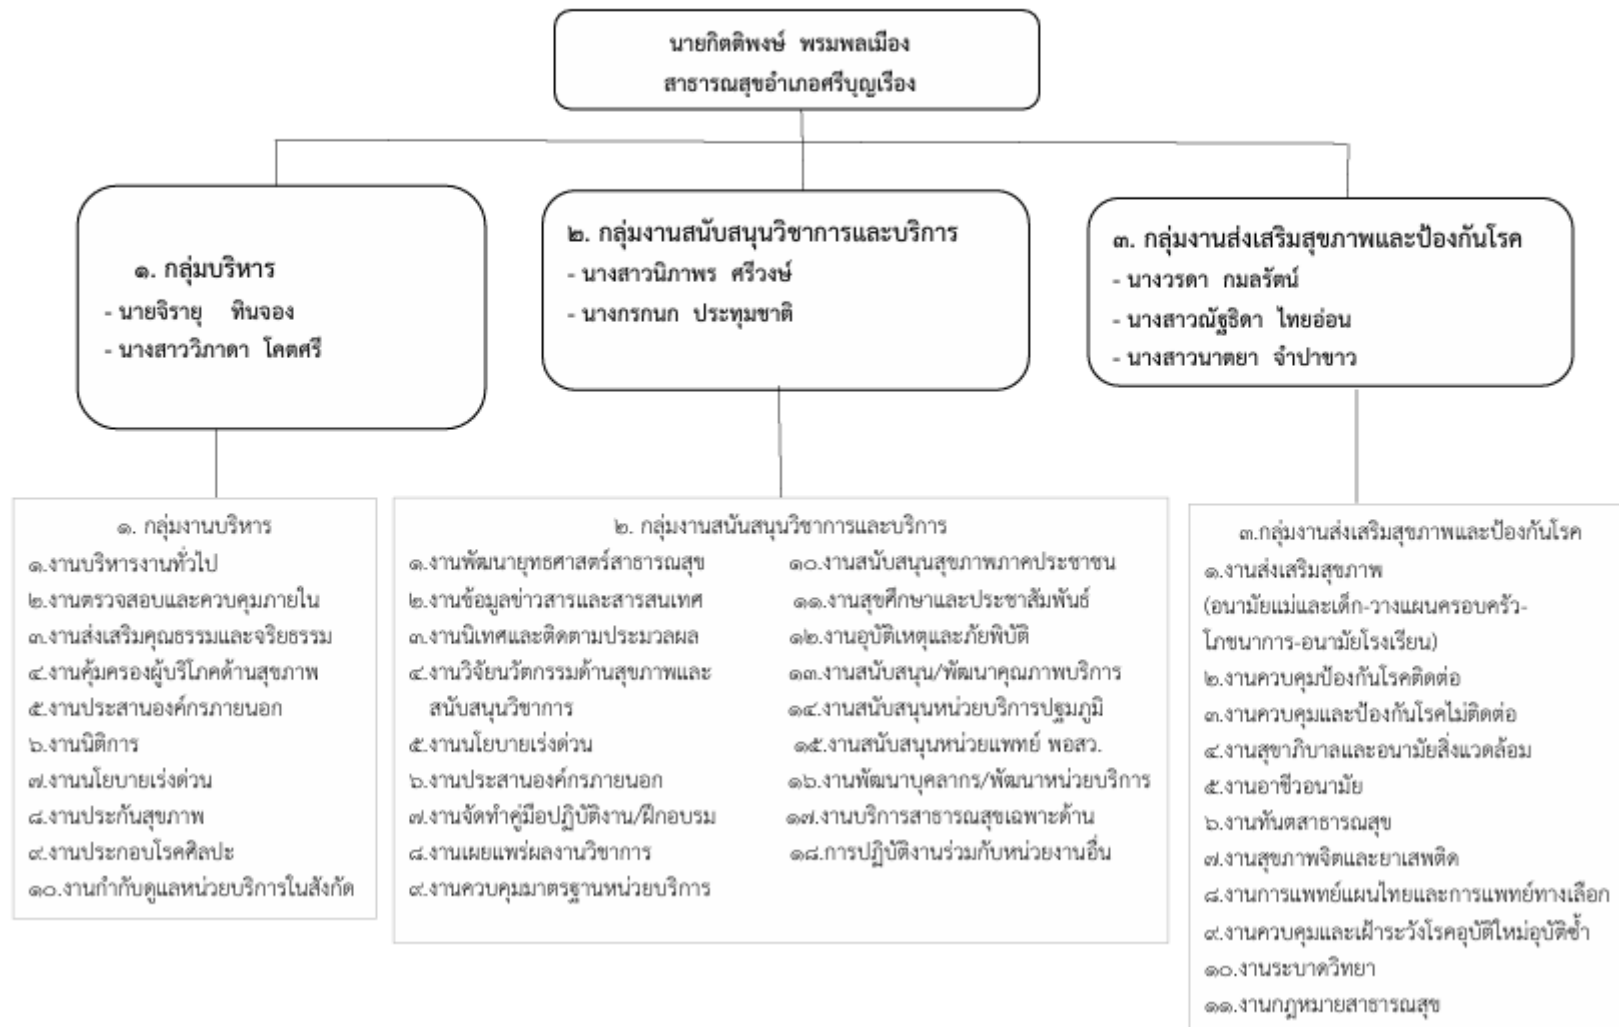 นายกิตติพงษ์ พรมพลเมือง
สาธารณสุขอำเภอศรีบุญเรือง
๑. กลุ่มบริหาร
- นายจิรายุ ทินจอง
- นางสาววิภาดา โคตศรี
๒. กลุ่มงานสนับสนุนวิชาการและบริการ
- นางสาวนิภาพร ศรีวงษ์
- นางกรกนก ประทุมชาติ
๓. กลุ่มงานส่งเสริมสุขภาพและป้องกันโรค
- นางวรดา กมลรัตน์
- นางสาวณัฐธิดา ไทยอ่อน
- นางสาวนาตยา จำปาขาว
๑. กลุ่มงานบริหาร
๑.งานบริหารงานทั่วไป
๒.งานตรวจสอบและควบคุมภายใน
๓.งานส่งเสริมคุณธรรมและจริยธรรม
๔.งานคุ้มครองผู้บริโภคด้านสุขภาพ
๕.งานประสานองค์กรภายนอก
๖.งานนิติการ
๗.งานนโยบายเร่งด่วน
๘.งานประกันสุขภาพ
๙.งานประกอบโรคศิลปะ
๑๐.งานกำกับดูแลหน่วยบริการในสังกัด
๒. กลุ่มงานสนันสนุนวิชาการและบริการ
๑.งานพัฒนายุทธศาสตร์สาธารณสุข
๒.งานข้อมูลข่าวสารและสารสนเทศ
๓.งานนิเทศและติดตามประมวลผล
๔.งานวิจัยนวัตกรรมด้านสุขภาพและ
สนับสนุนวิชาการ
๕.งานนโยบายเร่งด่วน
๖.งานประสานองค์กรภายนอก
๗.งานจัดทำคู่มือปฏิบัติงาน/ฝึกอบรม
๘.งานเผยแพร่ผลงานวิชาการ
๙.งานควบคุมมาตรฐานหน่วยบริการ
๑๐.งานสนับสนุนสุขภาพภาคประชาชน
๑๑.งานสุขศึกษาและประชาสัมพันธ์
๑๒.งานอุบัติเหตุและภัยพิบัติ
๑๓.งานสนับสนุน/พัฒนาคุณภาพบริการ
๑๔.งานสนับสนุนหน่วยบริการปฐมภูมิ
๑๕.งานสนับสนุนหน่วยแพทย์ พอสว.
๑๖.งานพัฒนาบุคลากร/พัฒนาหน่วยบริการ
๑๗.งานบริการสาธารณสุขเฉพาะด้าน
๑๘.การปฏิบัติงานร่วมกับหน่วยงานอื่น
๓.กลุ่มงานส่งเสริมสุขภาพและป้องกันโรค
๑.งานส่งเสริมสุขภาพ
(อนามัยแม่และเด็ก-วางแผนครอบครัว-
โภชนาการ-อนามัยโรงเรียน)
๒.งานควบคุมป้องกันโรคติดต่อ
๓.งานควบคุมและป้องกันโรคไม่ติดต่อ
๔.งานสุขาภิบาลและอนามัยสิ่งแวดล้อม
๕.งานอาชีวอนามัย
๖.งานทันตสาธารณสุข
๗.งานสุขภาพจิตและยาเสพติด
๘.งานการแพทย์แผนไทยและการแพทย์ทางเลือก
๙.งานควบคุมและเฝ้าระวังโรคอุบัติใหม่อุบัติซ้ำ
๑๐.งานระบาดวิทยา
๑๑.งานกฎหมายสาธารณสุข